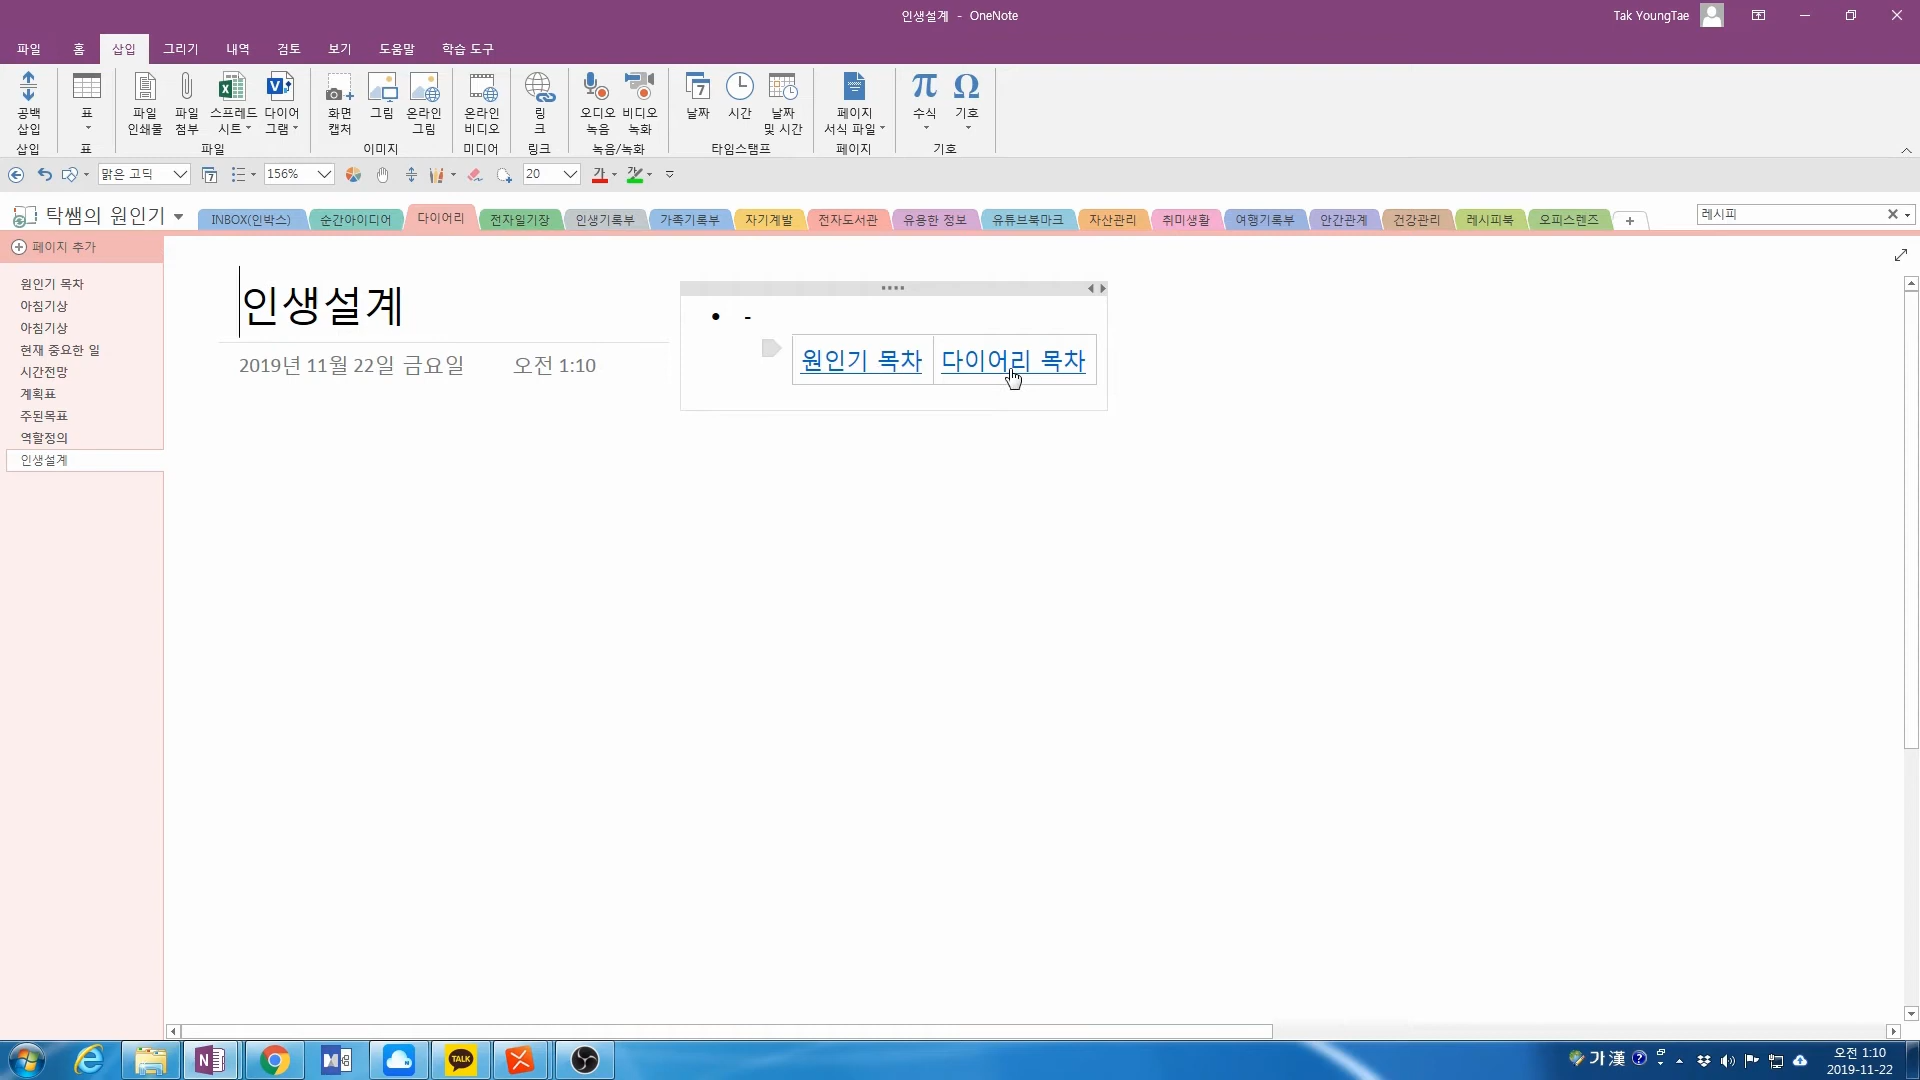 인생설계 - OneNote
Tak YoungTae
파일 홈 삽입 그리기 내역 검토 보기 도움말 학습 도구
공백 삽입
표
파일 인쇄물
파일 첨부
스프레드 시트
다이어 그램
화면 캡처
그림
온라인 그림
온라인 비디오
링 크
오디오 녹음
비디오 녹화
날짜
시간
날짜 및 시간
페이지 서식 파일
수식
기호
삽입 표 파일 이미지 미디어 링크 녹음/녹화 타임스탬프 페이지 기호
맑은 고딕 156% 20 가
탁쌤의 원인기
INBOX(인박스) 순간아이디어 다이어리 전자일기장 인생기록부 가족기록부 자기계발 전자도서관 유용한 정보 유튜브북마크 자산관리 취미생활 여행기록부 인간관계 건강관리 레시피북 오피스렌즈 +
레시피
페이지 추가
원인기 목차
아침기상
아침기상
현재 중요한 일
시간전망
계획표
주된목표
역할정의
인생설계
인생설계
2019년 11월 22일 금요일 오전 1:10
• -
원인기 목차 다이어리 목차
TALK
가 漢
오전 1:10
2019-11-22